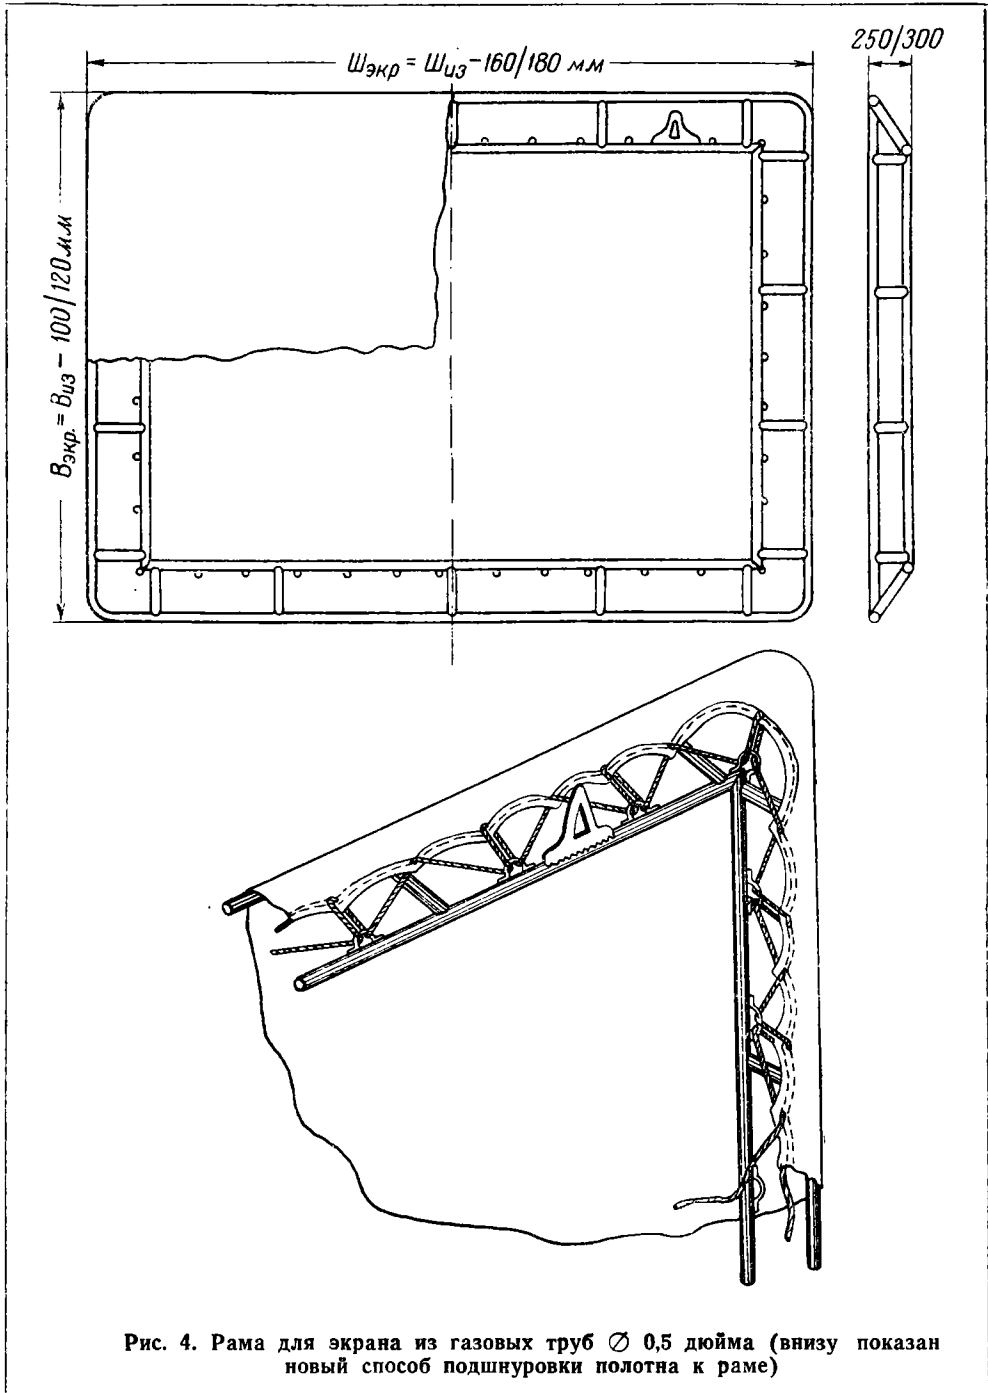 Шэкр = Шиз – 160/180 мм
250/300
Вэкр. = Виз – 100/120 мм
Рис. 4. Рама для экрана из газовых труб ∅ 0,5 дюйма (внизу показан
новый способ подшнуровки полотна к раме)